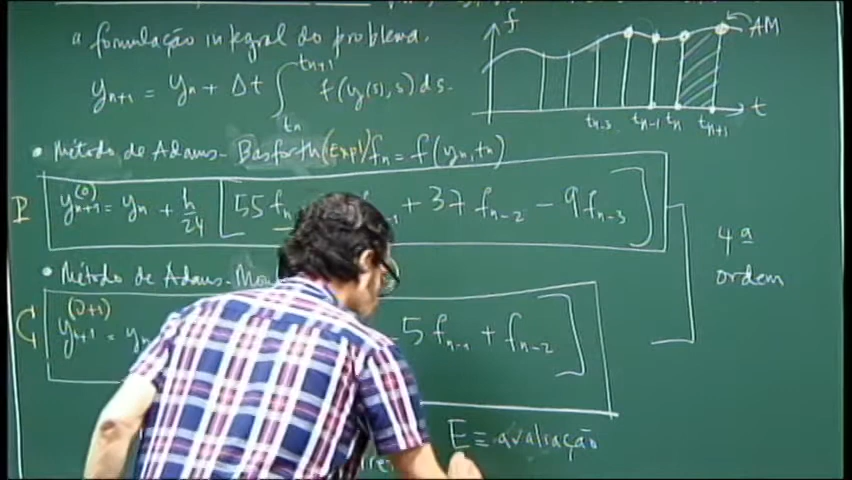 a formulação integral do problema.
y_{n+1} = y_n + Δt ∫_{t_n}^{t_{n+1}} f(y(s), s) ds.
f
AM
t
t_{n-3} t_{n-1} t_n t_{n+1}
• Método de Adams-Basforth (Expl) f_n = f(y_n, t_n)
P y_{n+1}^{(0)} = y_n + h/24 [55 f_n + 37 f_{n-2} - 9 f_{n-3}]
4ª
ordem
• Método de Adams-Mou
C y_{n+1}^{(0+1)} = y_n - 5 f_{n-1} + f_{n-2}]
E ≡ avaliação